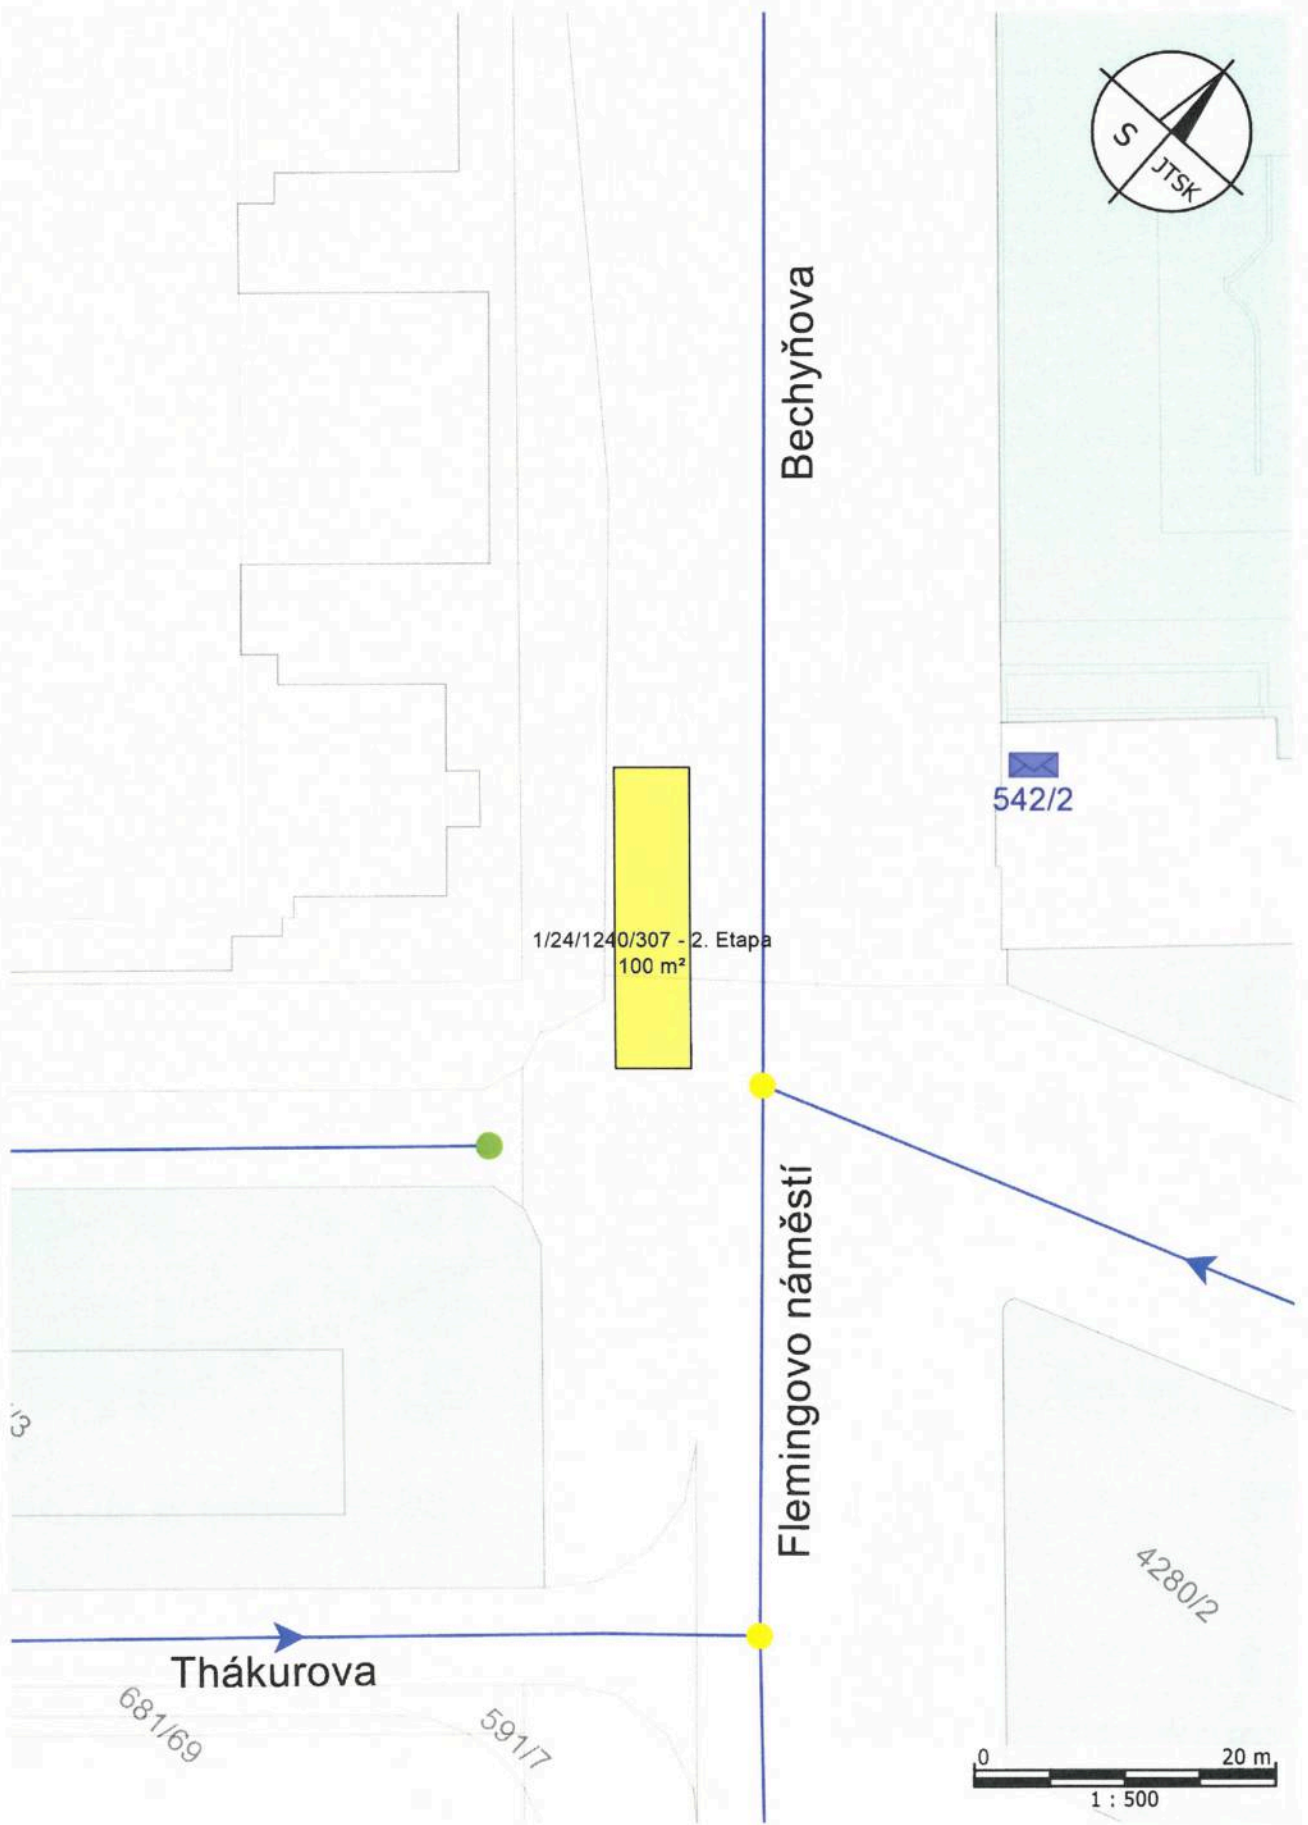 S
JTSK
Bechyňova
542/2
1/24/1240/307 - 2. Etapa
100 m²
Flemingovo náměstí
/3
4280/2
Thákurova
681/69
591/7
0 20 m
1 : 500